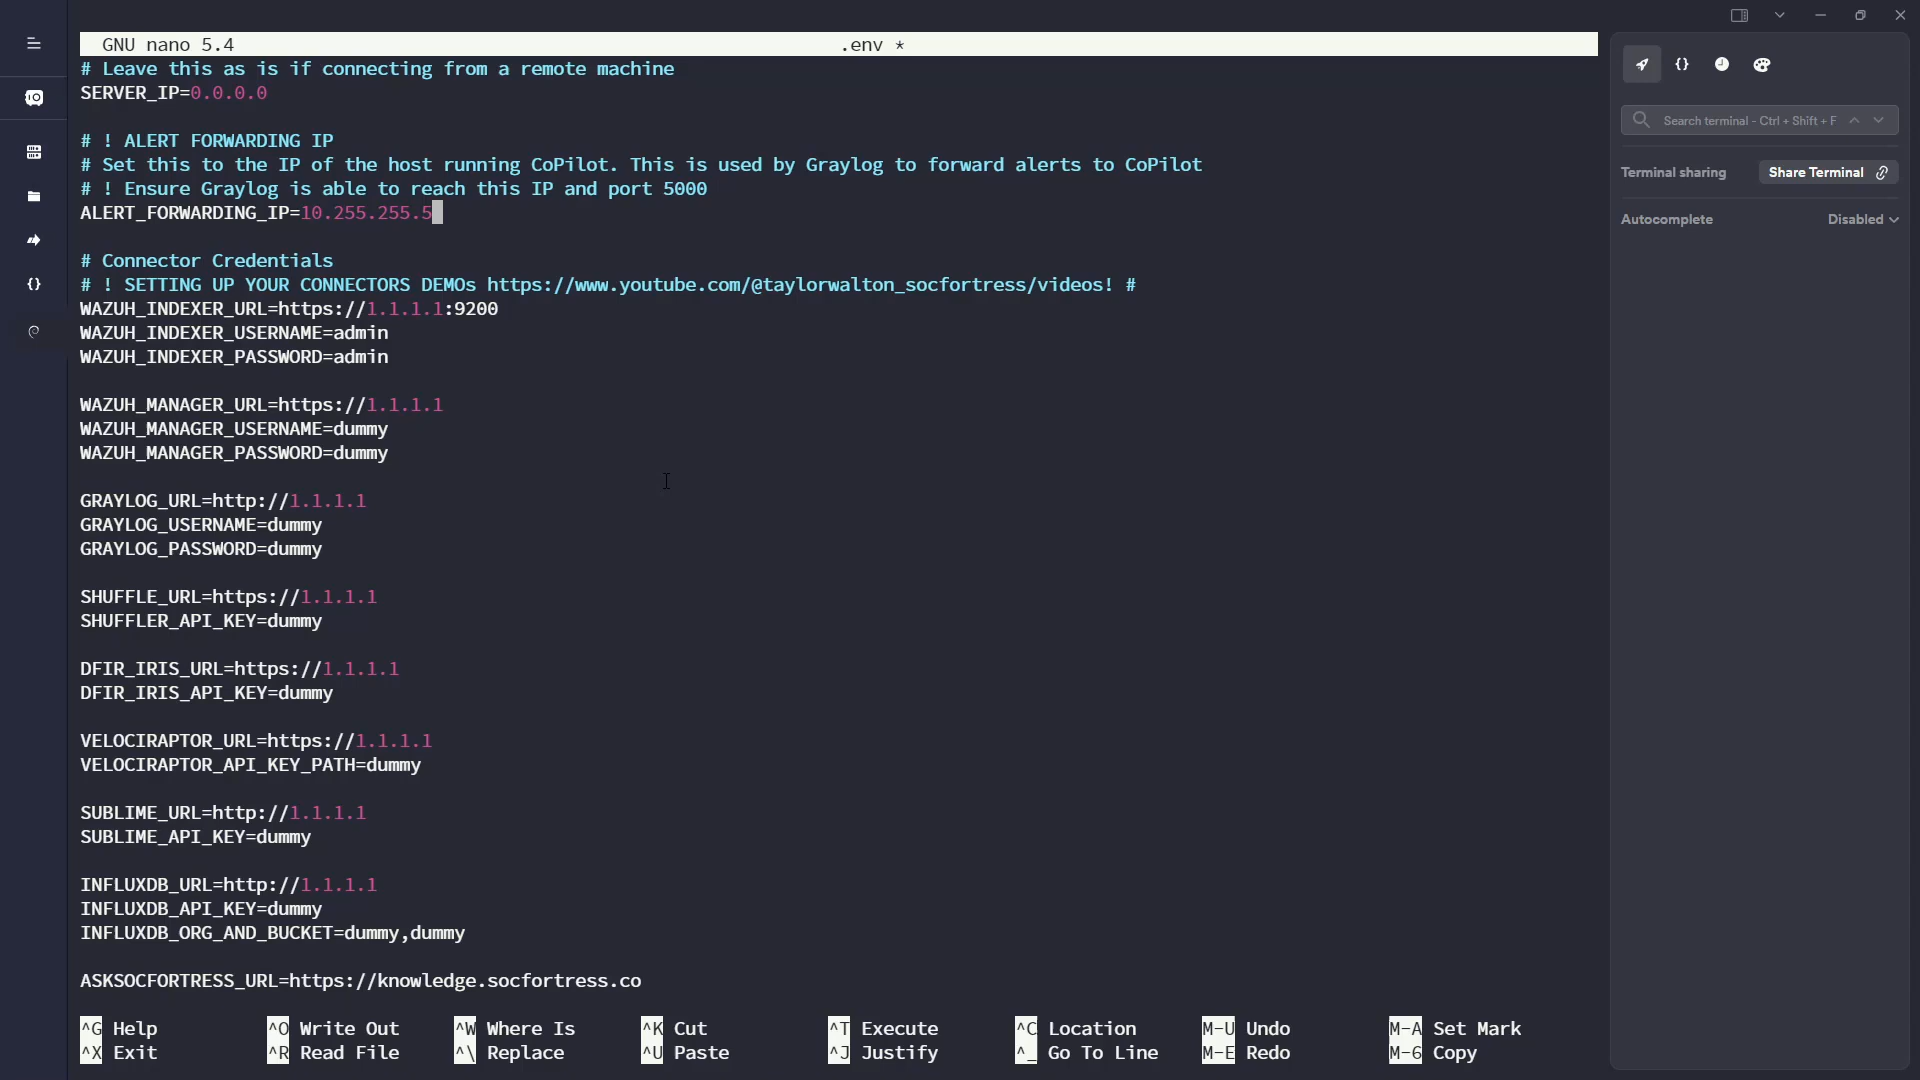 GNU nano 5.4 .env *
# Leave this as is if connecting from a remote machine
SERVER_IP=0.0.0.0
# ! ALERT FORWARDING IP
# Set this to the IP of the host running CoPilot. This is used by Graylog to forward alerts to CoPilot
# ! Ensure Graylog is able to reach this IP and port 5000
ALERT_FORWARDING_IP=10.255.255.5
# Connector Credentials
# ! SETTING UP YOUR CONNECTORS DEMOs https://www.youtube.com/@taylorwalton_socfortress/videos! #
WAZUH_INDEXER_URL=https://1.1.1.1:9200
WAZUH_INDEXER_USERNAME=admin
WAZUH_INDEXER_PASSWORD=admin
WAZUH_MANAGER_URL=https://1.1.1.1
WAZUH_MANAGER_USERNAME=dummy
WAZUH_MANAGER_PASSWORD=dummy
GRAYLOG_URL=http://1.1.1.1
GRAYLOG_USERNAME=dummy
GRAYLOG_PASSWORD=dummy
SHUFFLE_URL=https://1.1.1.1
SHUFFLER_API_KEY=dummy
DFIR_IRIS_URL=https://1.1.1.1
DFIR_IRIS_API_KEY=dummy
VELOCIRAPTOR_URL=https://1.1.1.1
VELOCIRAPTOR_API_KEY_PATH=dummy
SUBLIME_URL=http://1.1.1.1
SUBLIME_API_KEY=dummy
INFLUXDB_URL=http://1.1.1.1
INFLUXDB_API_KEY=dummy
INFLUXDB_ORG_AND_BUCKET=dummy,dummy
ASKSOCFORTRESS_URL=https://knowledge.socfortress.co
^G Help ^O Write Out ^W Where Is ^K Cut ^T Execute ^C Location M-U Undo M-A Set Mark
^X Exit ^R Read File ^\ Replace ^U Paste ^J Justify ^_ Go To Line M-E Redo M-6 Copy
Search terminal - Ctrl + Shift + F
Terminal sharing Share Terminal
Autocomplete Disabled